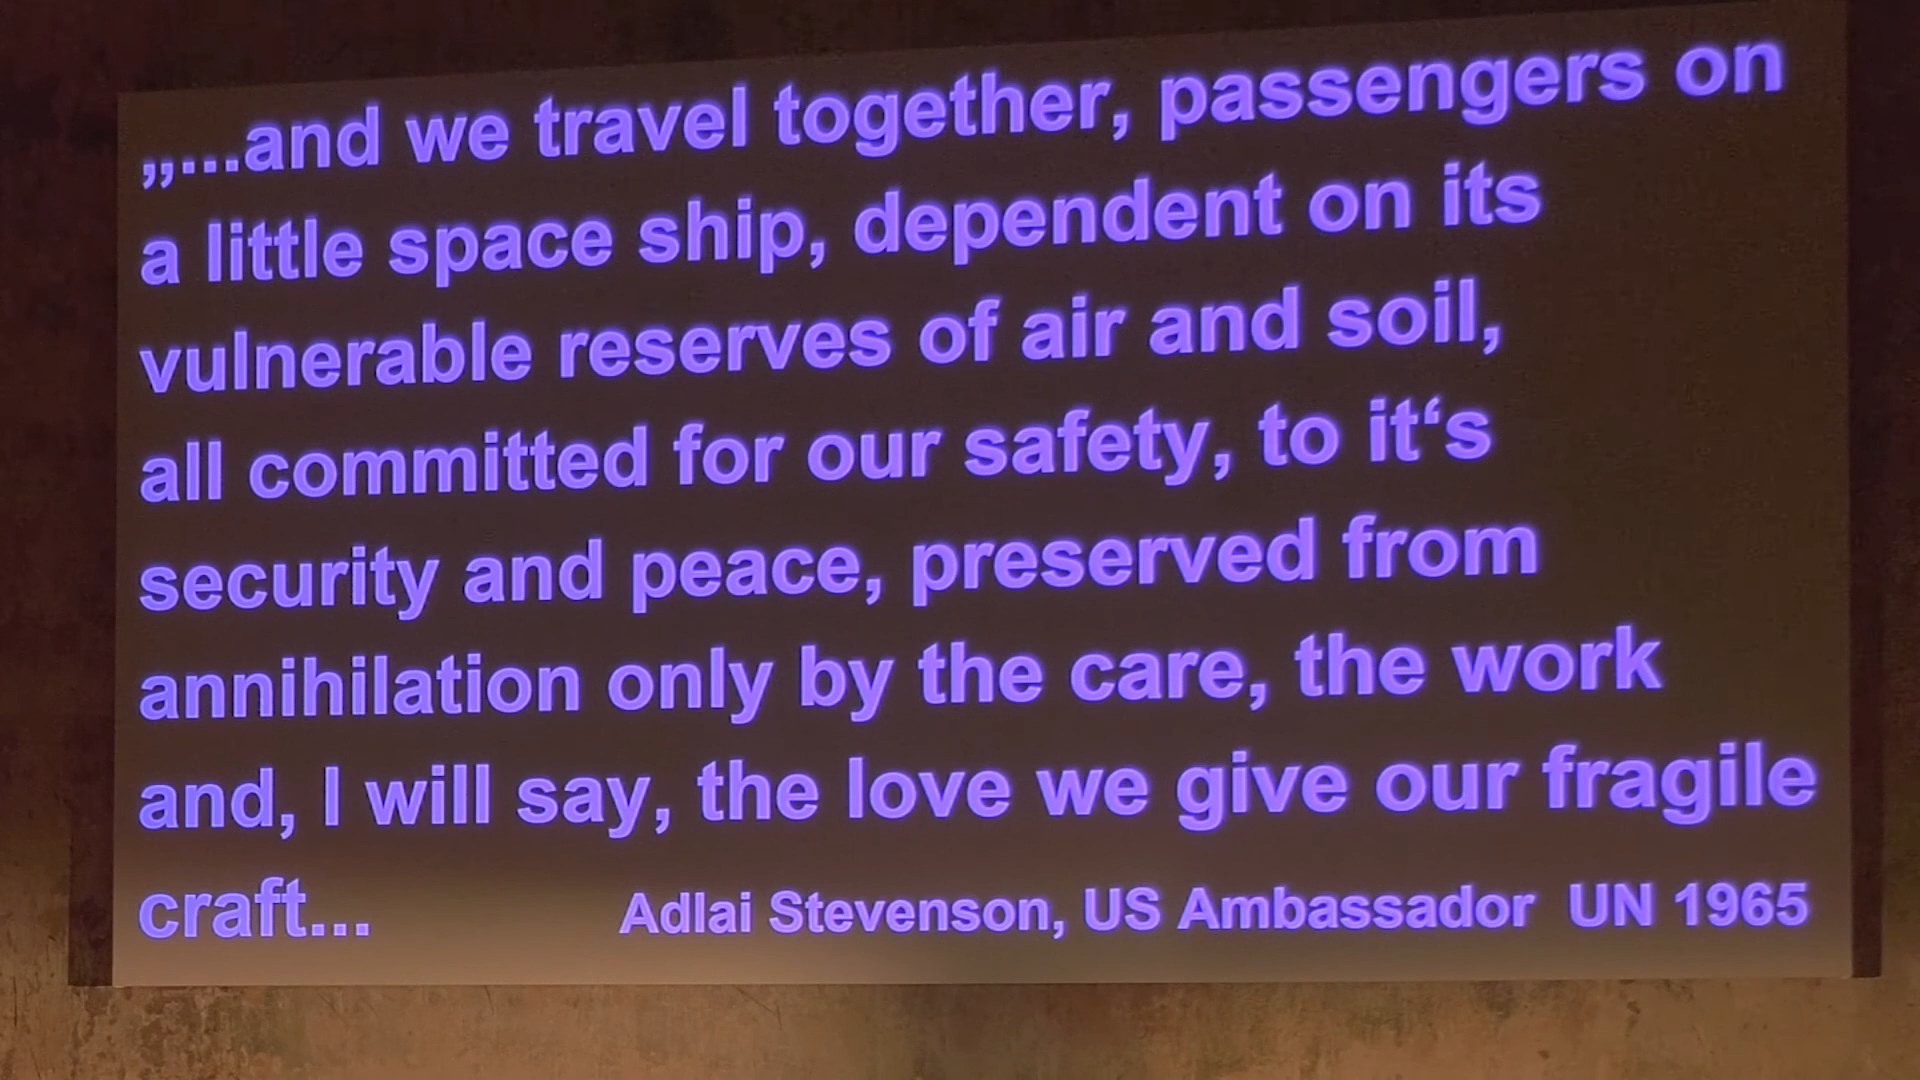 „...and we travel together, passengers on
a little space ship, dependent on its
vulnerable reserves of air and soil,
all committed for our safety, to it‘s
security and peace, preserved from
annihilation only by the care, the work
and, I will say, the love we give our fragile
craft...
Adlai Stevenson, US Ambassador UN 1965